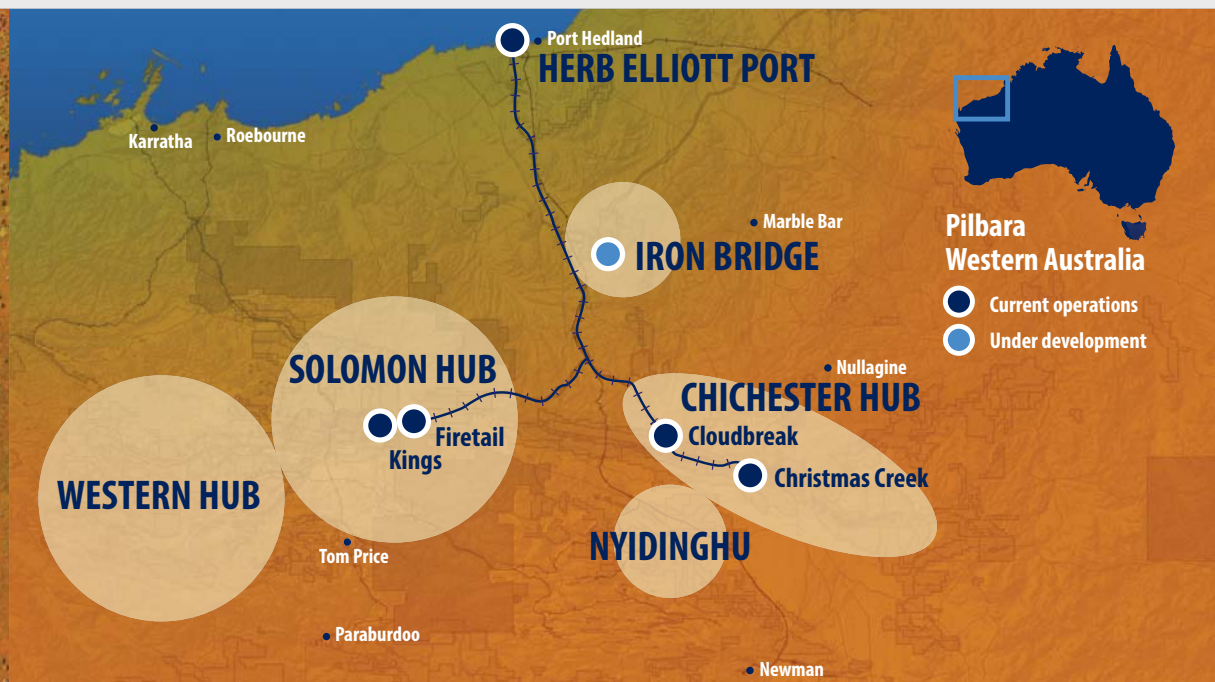 Port Hedland
HERB ELLIOTT PORT
Karratha
Roebourne
Marble Bar
IRON BRIDGE
Pilbara
Western Australia
Current operations
Under development
SOLOMON HUB
Firetail
Kings
Nullagine
CHICHESTER HUB
Cloudbreak
Christmas Creek
WESTERN HUB
NYIDINGHU
Tom Price
Paraburdoo
Newman